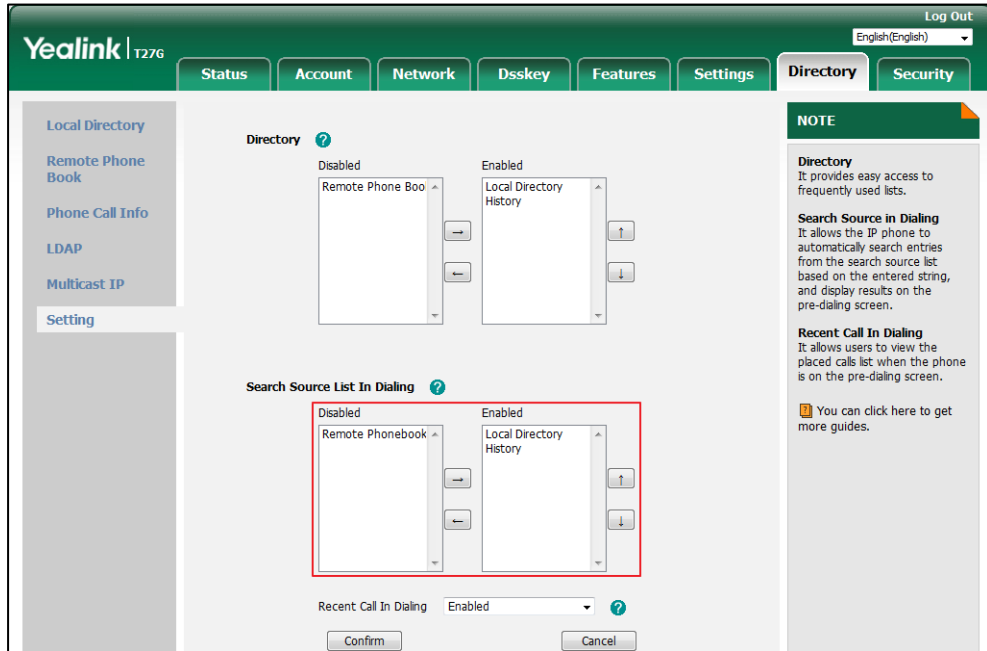 Log Out
English(English)
Yealink | T27G
Status Account Network Dsskey Features Settings Directory Security
Local Directory
Remote Phone
Book
Phone Call Info
LDAP
Multicast IP
Setting
Directory ?
Disabled Enabled
Remote Phone Boo
Local Directory
History
→
←
↑
↓
Search Source List In Dialing ?
Disabled Enabled
Remote Phonebook
Local Directory
History
→
←
↑
↓
Recent Call In Dialing Enabled ?
Confirm Cancel
NOTE
Directory
It provides easy access to
frequently used lists.
Search Source in Dialing
It allows the IP phone to
automatically search entries
from the search source list
based on the entered string,
and display results on the
pre-dialing screen.
Recent Call In Dialing
It allows users to view the
placed calls list when the phone
is on the pre-dialing screen.
? You can click here to get
more guides.